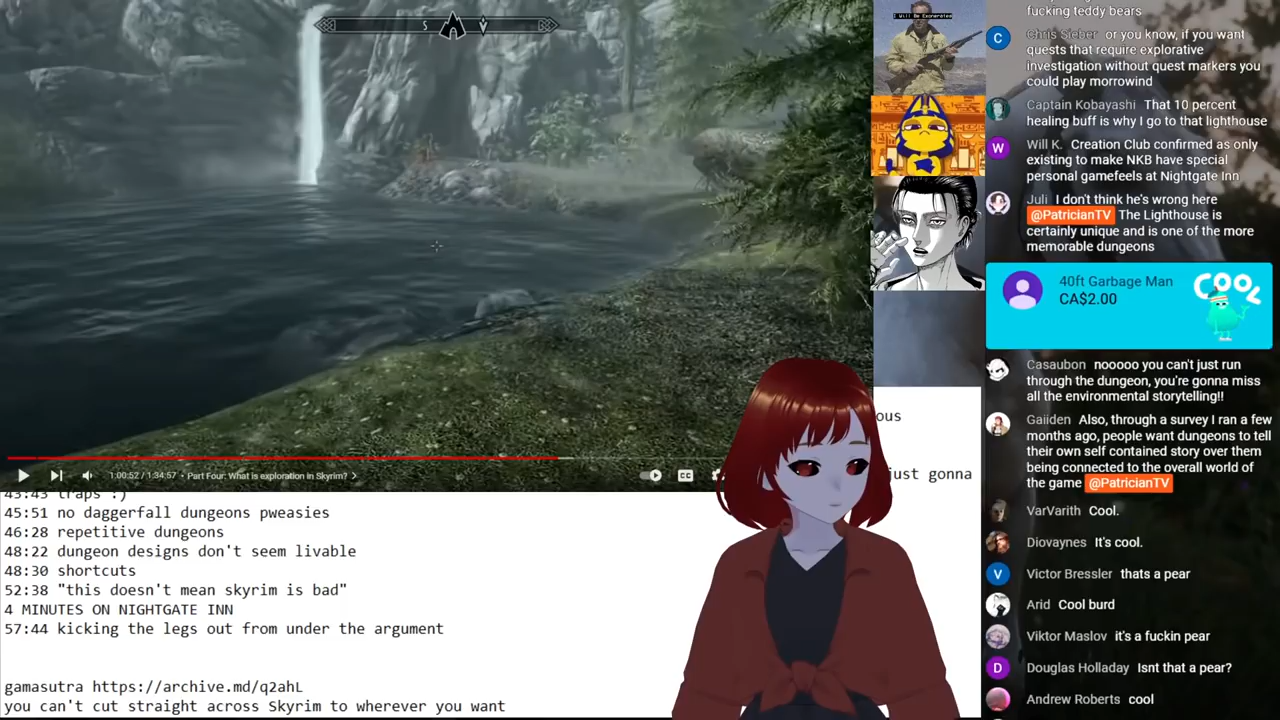 S
I Will Be Exonerated
1:00:52 / 1:34:57 • Part Four: What is exploration in Skyrim? >
CC
ous
just gonna
43:43 traps :)
45:51 no daggerfall dungeons pweasies
46:28 repetitive dungeons
48:22 dungeon designs don't seem livable
48:30 shortcuts
52:38 "this doesn't mean skyrim is bad"
4 MINUTES ON NIGHTGATE INN
57:44 kicking the legs out from under the argument
gamasutra https://archive.md/q2ahL
you can't cut straight across Skyrim to wherever you want
fucking teddy bears
C
Chris Sieber or you know, if you want
quests that require explorative
investigation without quest markers you
could play morrowind
Captain Kobayashi That 10 percent
healing buff is why I go to that lighthouse
W
Will K. Creation Club confirmed as only
existing to make NKB have special
personal gamefeels at Nightgate Inn
Juli I don't think he's wrong here
@PatricianTV The Lighthouse is
certainly unique and is one of the more
memorable dungeons
40ft Garbage Man
CA$2.00
COOL
Casaubon nooooo you can't just run
through the dungeon, you're gonna miss
all the environmental storytelling!!
Gaiiden Also, through a survey I ran a few
months ago, people want dungeons to tell
their own self contained story over them
being connected to the overall world of
the game @PatricianTV
VarVarith Cool.
Diovaynes It's cool.
V
Victor Bressler thats a pear
Arid Cool burd
Viktor Maslov it's a fuckin pear
D
Douglas Holladay Isnt that a pear?
Andrew Roberts cool